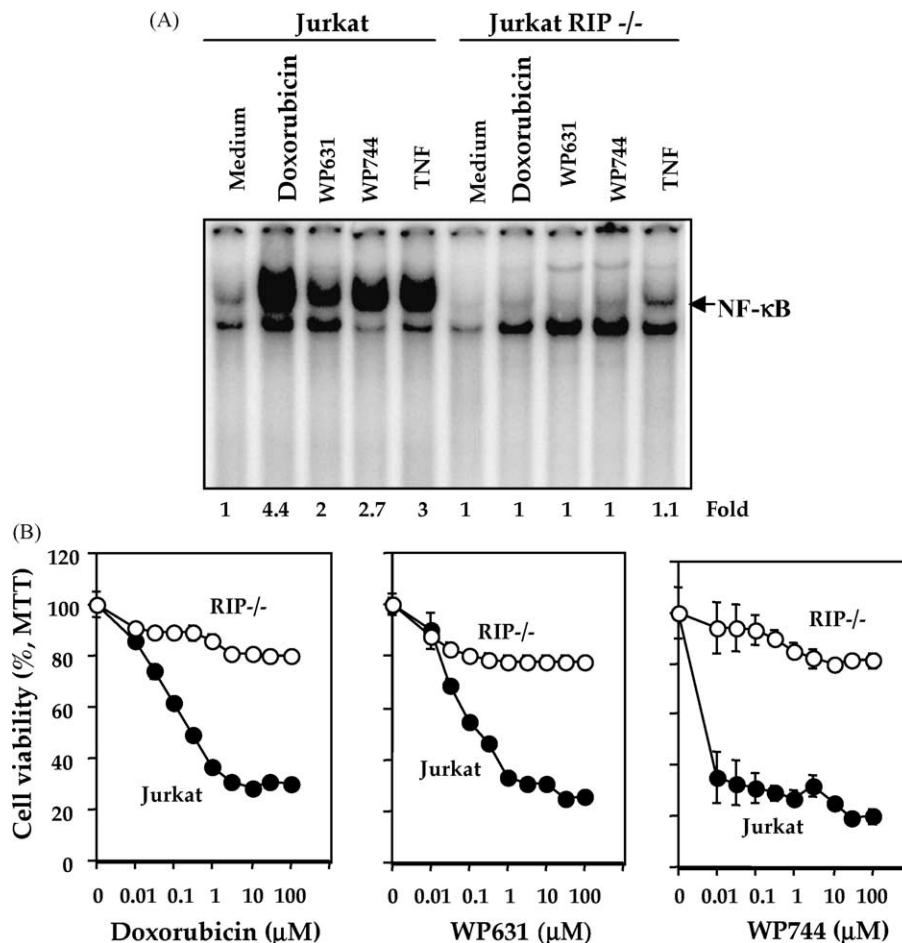 (A)
Jurkat Jurkat RIP -/-
Medium Doxorubicin WP631 WP744 TNF Medium Doxorubicin WP631 WP744 TNF
NF-κB
1 4.4 2 2.7 3 1 1 1 1 1.1 Fold
(B)
Cell viability (%, MTT)
120
100
80
60
40
20
0
RIP-/-
Jurkat
0 0.01 0.1 1 10 100
Doxorubicin (μM)
RIP-/-
Jurkat
0 0.01 0.1 1 10 100
WP631 (μM)
RIP-/-
Jurkat
0 0.01 0.1 1 10 100
WP744 (μM)